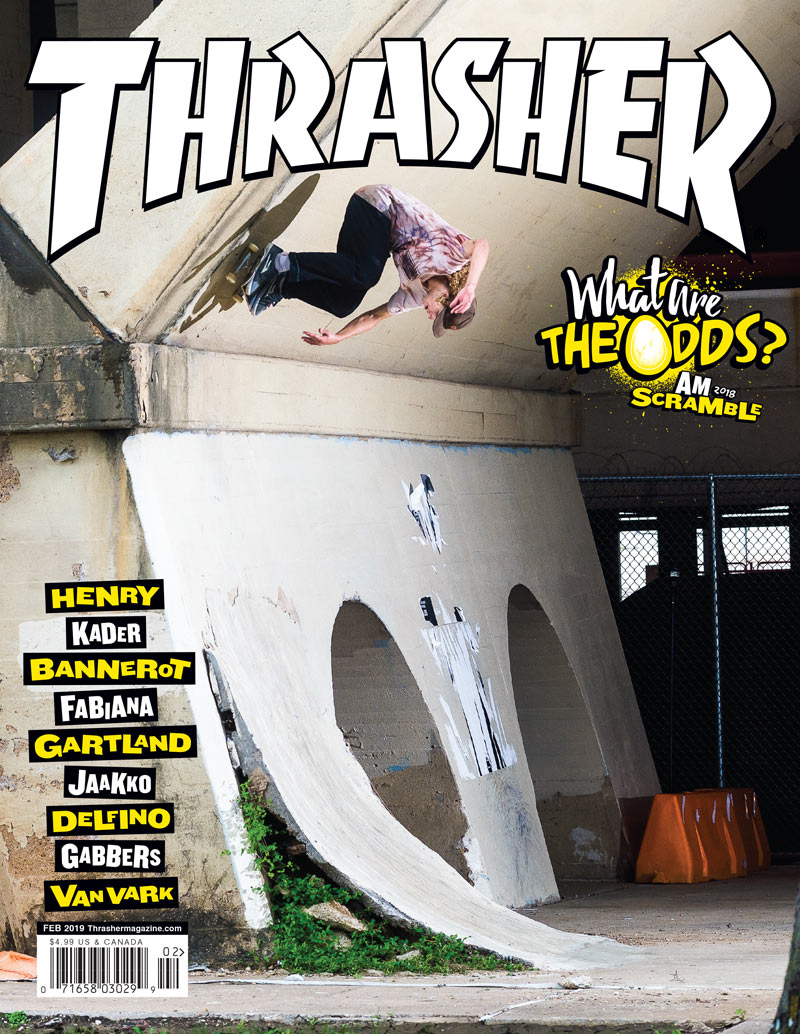 THRASHER
What are
THE ODDS?
AM 2018
SCRAMBLE
HENRY
KADER
BANNEROT
FABIANA
GARTLAND
JAAKKO
DELFINO
GABBERS
VAN VARK
FEB 2019 Thrashermagazine.com
$4.99 US & CANADA
02>
0 71658 03029 9